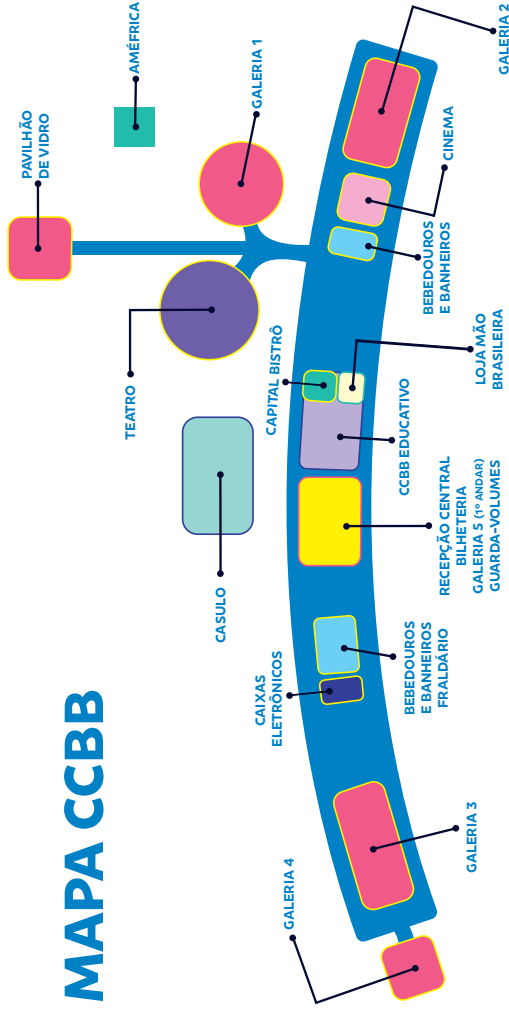 MAPA CCBB
GALERIA 4
CAIXAS
ELETRÔNICOS
CASULO
CAPITAL BISTRÔ
TEATRO
PAVILHÃO
DE VIDRO
AMÉFRICA
GALERIA 1
GALERIA 3
BEBEDOUROS
E BANHEIROS
FRALDÁRIO
RECEPÇÃO CENTRAL
BILHETERIA
GALERIA 5 (1º ANDAR)
GUARDA-VOLUMES
CCBB EDUCATIVO
LOJA MÃO
BRASILEIRA
BEBEDOUROS
E BANHEIROS
CINEMA
GALERIA 2